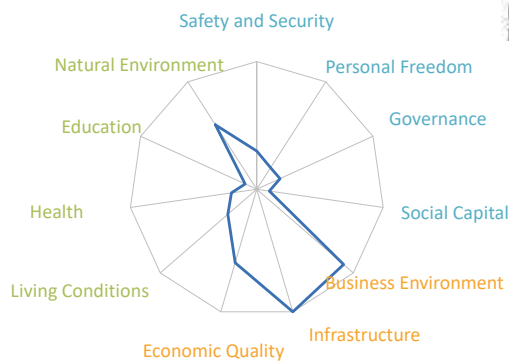 Safety and Security
Personal Freedom
Governance
Social Capital
Business Environment
Infrastructure
Economic Quality
Living Conditions
Health
Education
Natural Environment